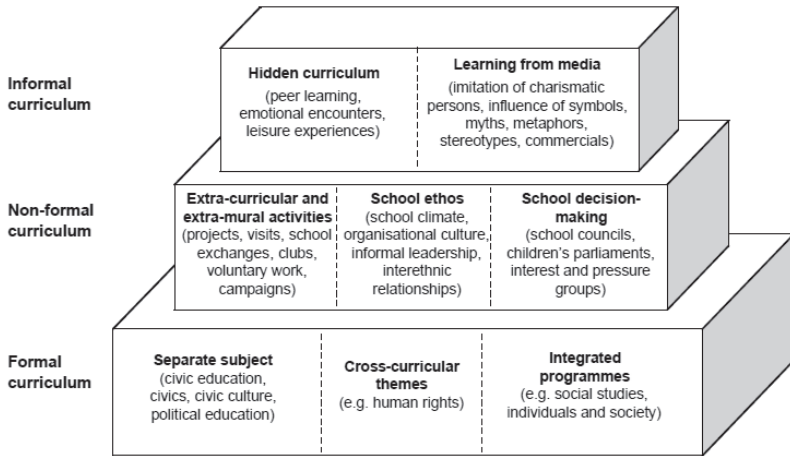 Informal
curriculum
Hidden curriculum
(peer learning,
emotional encounters,
leisure experiences)
Learning from media
(imitation of charismatic
persons, influence of symbols,
myths, metaphors,
stereotypes, commercials)
Non-formal
curriculum
Extra-curricular and
extra-mural activities
(projects, visits, school
exchanges, clubs,
voluntary work,
campaigns)
School ethos
(school climate,
organisational culture,
informal leadership,
interethnic
relationships)
School decision-
making
(school councils,
children's parliaments,
interest and pressure
groups)
Formal
curriculum
Separate subject
(civic education,
civics, civic culture,
political education)
Cross-curricular
themes
(e.g. human rights)
Integrated
programmes
(e.g. social studies,
individuals and society)